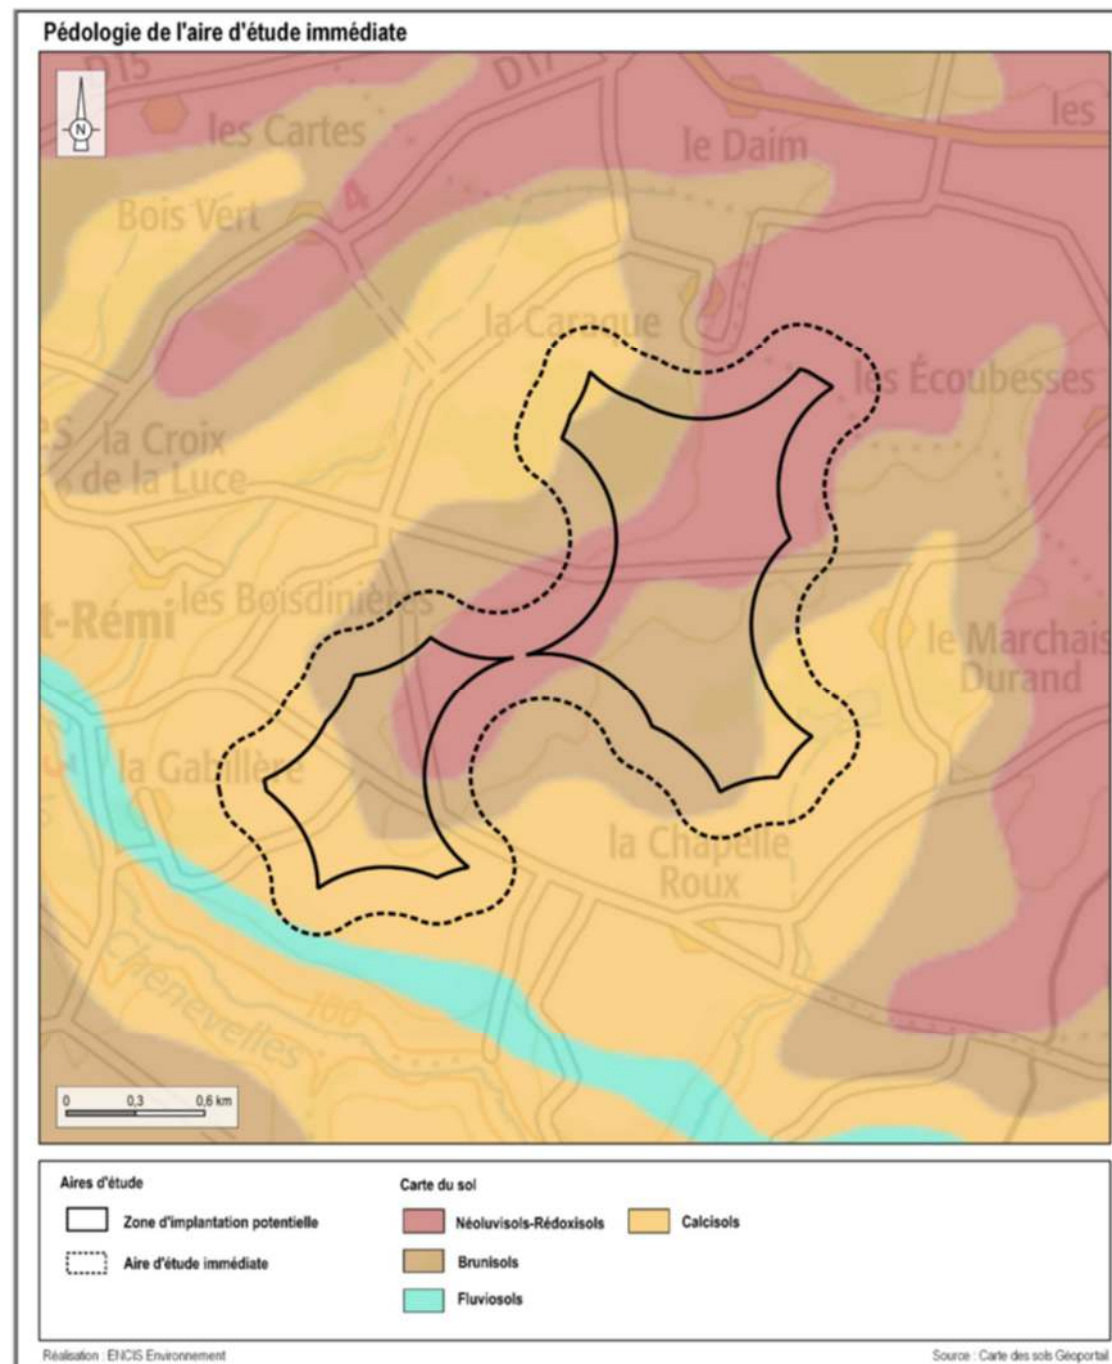 Pédologie de l'aire d'étude immédiate
D15
D17
N
les Cartes
le Daim
les
4
Bois Vert
la Caraque
les Écoubesses
la Croix
de la Luce
les Boisdinières
t-Rémi
le Marchais
Durand
la Gabillère
la Chapelle
Roux
Chenevelles
100
0 0,3 0,6 km
Aires d'étude
Zone d'implantation potentielle
Aire d'étude immédiate
Carte du sol
Néoluvisols-Rédoxisols
Calcisols
Brunisols
Fluviosols
Réalisation : ENCIS Environnement
Source : Carte des sols Géoportail